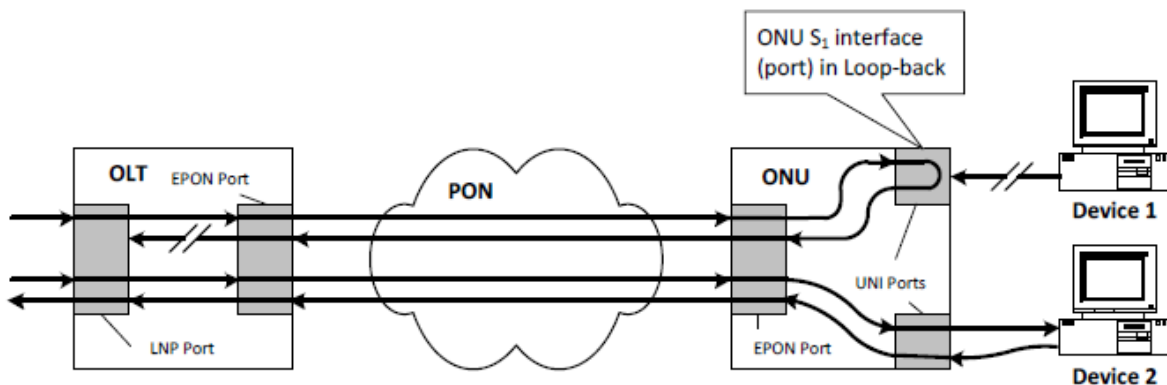 ONU S₁ interface
(port) in Loop-back
OLT
EPON Port
PON
ONU
Device 1
UNI Ports
LNP Port
EPON Port
Device 2